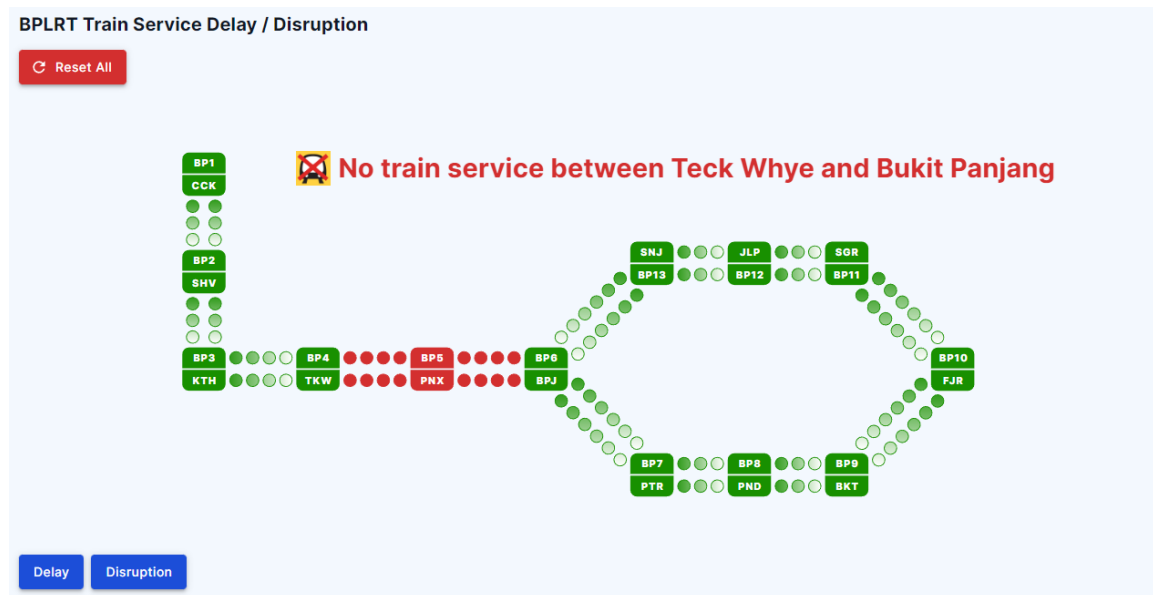 BPLRT Train Service Delay / Disruption
Reset All
BP1
CCK
No train service between Teck Whye and Bukit Panjang
BP2
SHV
SNJ
BP13
JLP
BP12
SGR
BP11
BP3
KTH
BP4
TKW
BP5
PNX
BP6
BPJ
BP10
FJR
BP7
PTR
BP8
PND
BP9
BKT
Delay
Disruption